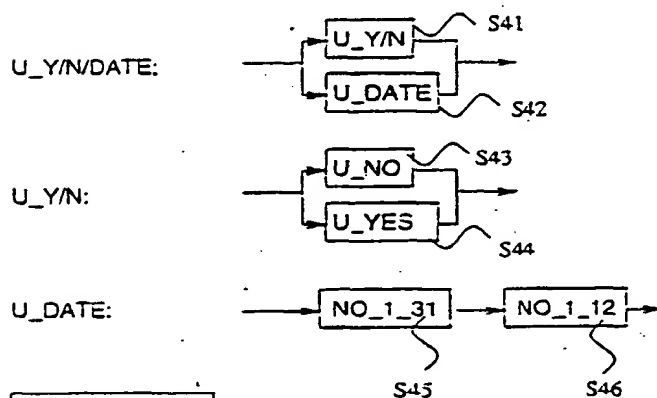 S41
U_Y/N
U_Y/N/DATE:
U_DATE
S42
S43
U_NO
U_Y/N:
U_YES
S44
U_DATE: NO_1_31 NO_1_12
S45 S46